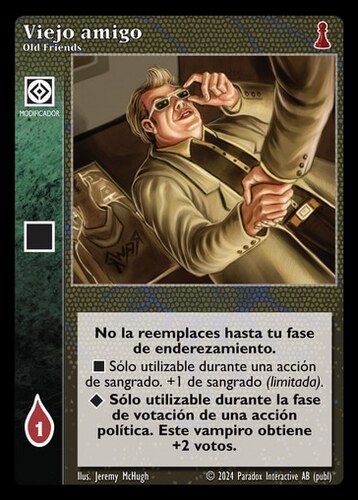 Viejo amigo
Old Friends
MODIFICADOR
No la reemplaces hasta tu fase
de enderezamiento.
Sólo utilizable durante una acción
de sangrado. +1 de sangrado (limitada).
Sólo utilizable durante la fase
de votación de una acción
política. Este vampiro obtiene
+2 votos.
1
Ilus. Jeremy McHugh
© 2024 Paradox Interactive AB (publ)